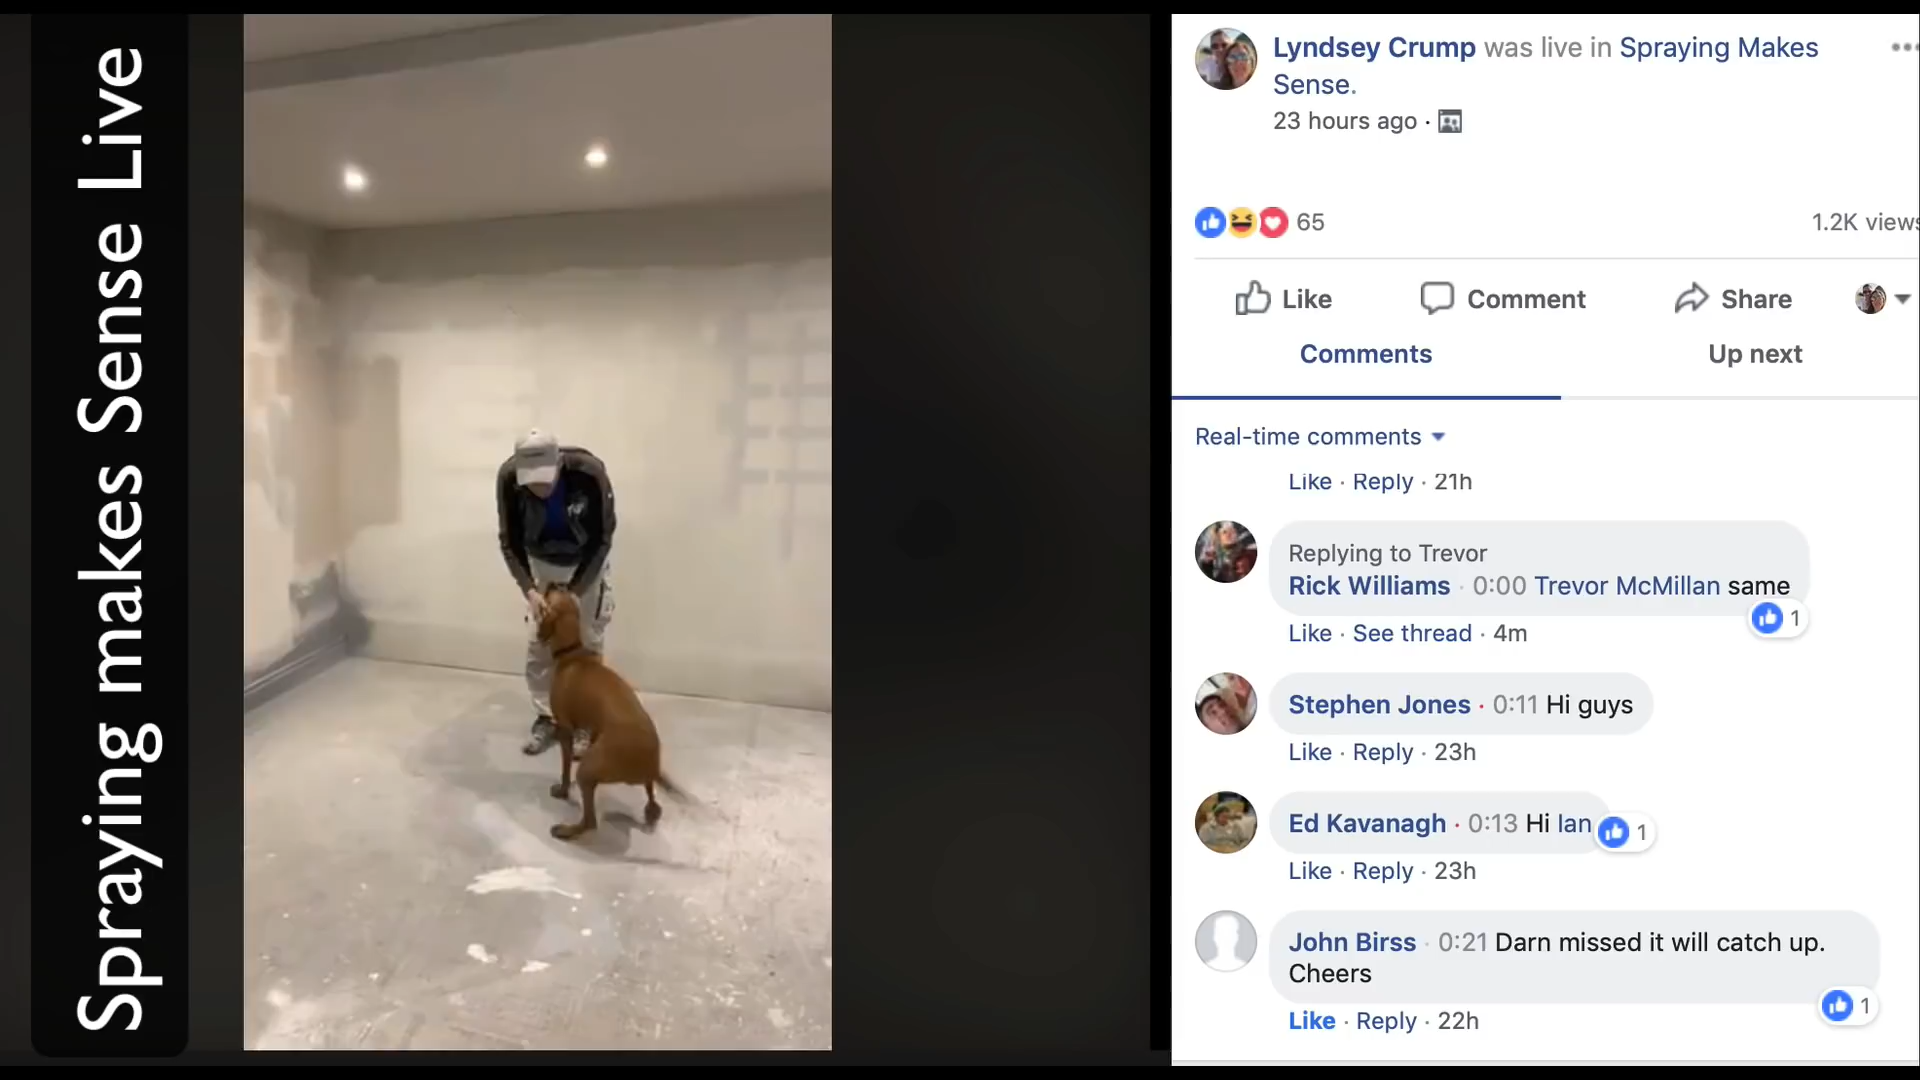 Spraying makes Sense Live
Lyndsey Crump was live in Spraying Makes
Sense.
23 hours ago ·
65
1.2K views
Like
Comment
Share
Comments
Up next
Real-time comments
Like · Reply · 21h
Replying to Trevor
Rick Williams · 0:00 Trevor McMillan same
1
Like · See thread · 4m
Stephen Jones · 0:11 Hi guys
Like · Reply · 23h
Ed Kavanagh · 0:13 Hi Ian
1
Like · Reply · 23h
John Birss · 0:21 Darn missed it will catch up.
Cheers
1
Like · Reply · 22h